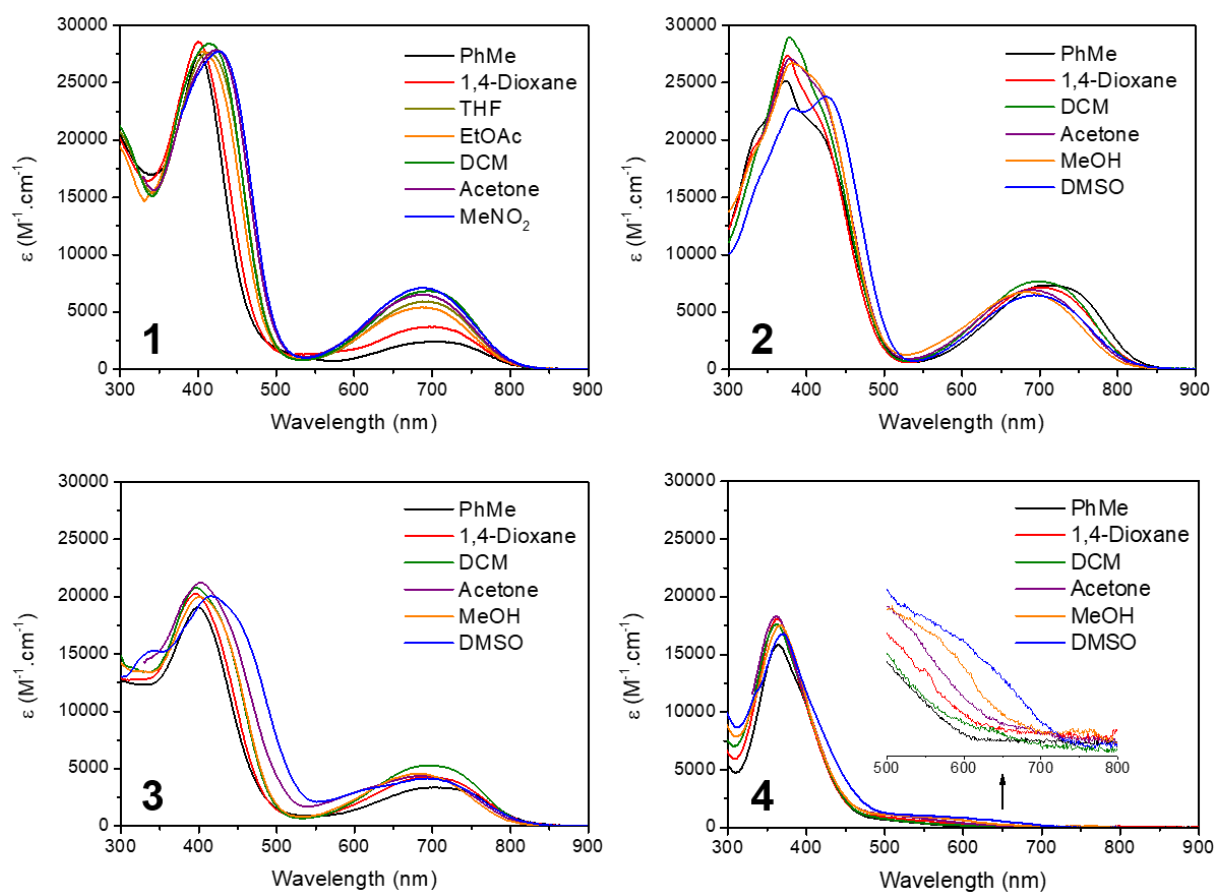 30000
25000
20000
15000
10000
5000
0
ε (M⁻¹.cm⁻¹)
PhMe
1,4-Dioxane
THF
EtOAc
DCM
Acetone
MeNO₂
1
300 400 500 600 700 800 900
Wavelength (nm)
30000
25000
20000
15000
10000
5000
0
ε (M⁻¹.cm⁻¹)
PhMe
1,4-Dioxane
DCM
Acetone
MeOH
DMSO
2
300 400 500 600 700 800 900
Wavelength (nm)
30000
25000
20000
15000
10000
5000
0
ε (M⁻¹.cm⁻¹)
PhMe
1,4-Dioxane
DCM
Acetone
MeOH
DMSO
3
300 400 500 600 700 800 900
Wavelength (nm)
30000
25000
20000
15000
10000
5000
0
ε (M⁻¹.cm⁻¹)
PhMe
1,4-Dioxane
DCM
Acetone
MeOH
DMSO
500 600 700 800
4
300 400 500 600 700 800 900
Wavelength (nm)